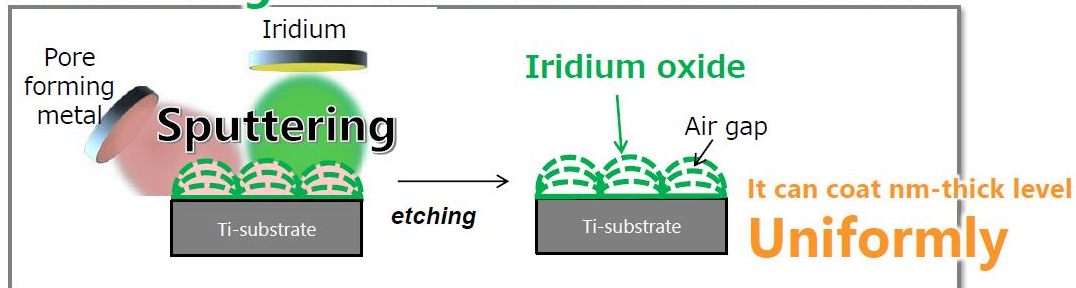 Iridium
Pore
forming
metal
Sputtering
Ti-substrate
etching
Iridium oxide
Air gap
Ti-substrate
It can coat nm-thick level
Uniformly